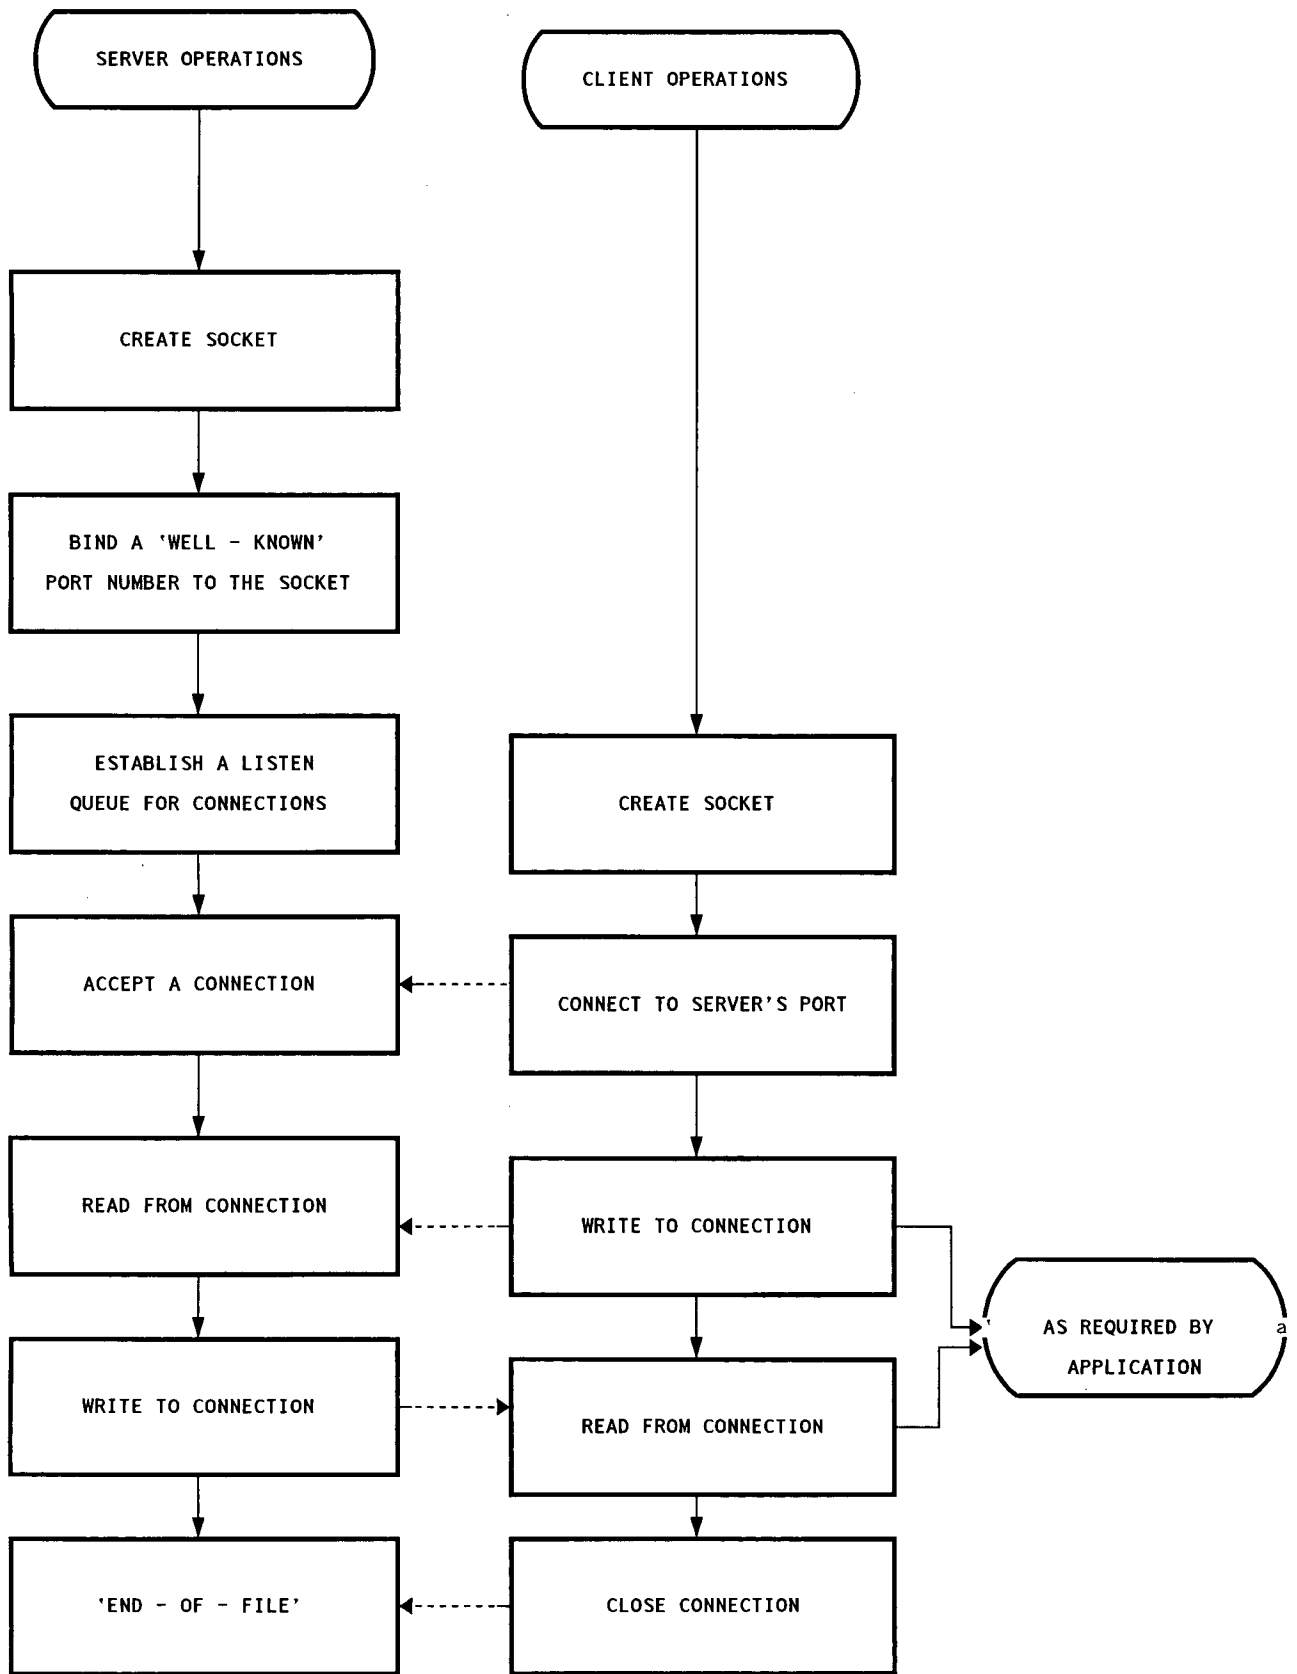 SERVER OPERATIONS
CREATE SOCKET
BIND A ‘WELL – KNOWN’
PORT NUMBER TO THE SOCKET
ESTABLISH A LISTEN
QUEUE FOR CONNECTIONS
ACCEPT A CONNECTION
READ FROM CONNECTION
WRITE TO CONNECTION
‘END – OF – FILE’
CLIENT OPERATIONS
CREATE SOCKET
CONNECT TO SERVER’S PORT
WRITE TO CONNECTION
READ FROM CONNECTION
CLOSE CONNECTION
AS REQUIRED BY a
APPLICATION